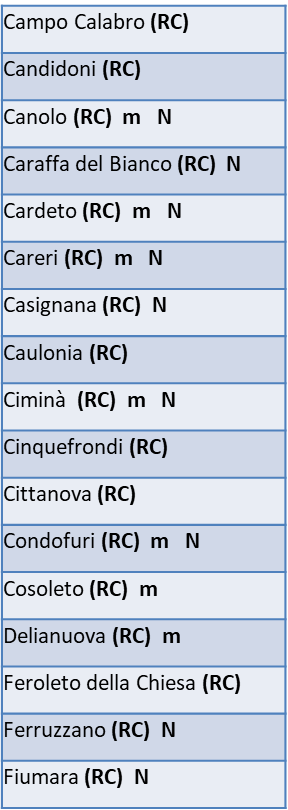 Campo Calabro (RC)
Candidoni (RC)
Canolo (RC) m N
Caraffa del Bianco (RC) N
Cardeto (RC) m N
Careri (RC) m N
Casignana (RC) N
Caulonia (RC)
Ciminà (RC) m N
Cinquefrondi (RC)
Cittanova (RC)
Condofuri (RC) m N
Cosoleto (RC) m
Delianuova (RC) m
Feroleto della Chiesa (RC)
Ferruzzano (RC) N
Fiumara (RC) N